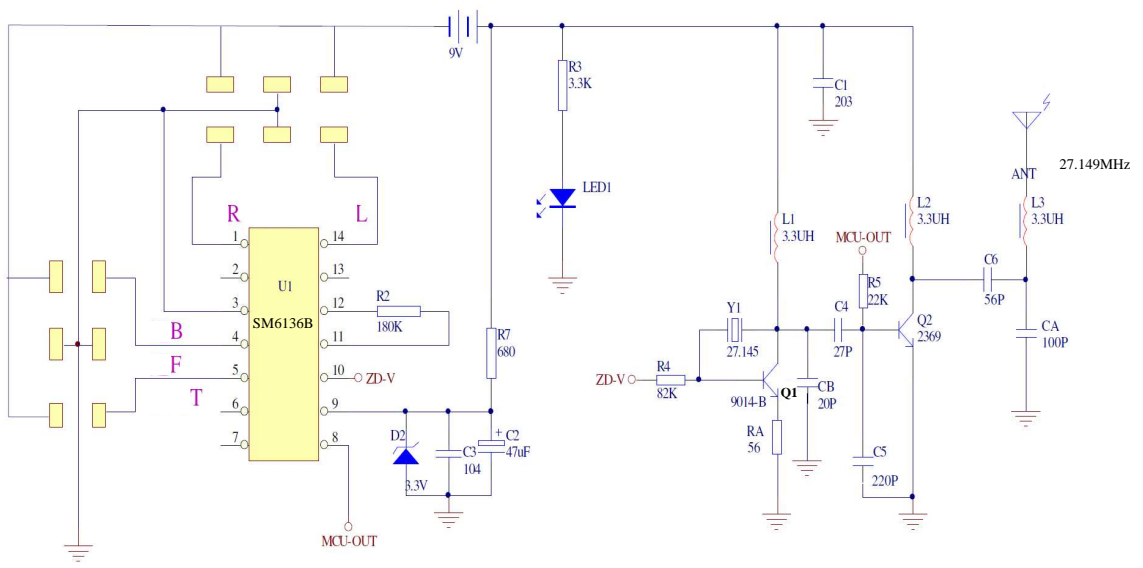 9V
R3
3.3K
C1
203
27.149MHz
ANT
LED1
R
L
L1
3.3UH
L2
3.3UH
L3
3.3UH
MCU-OUT
1
14
2
13
U1
3
12
SM6136B
R2
180K
R5
22K
C6
56P
B
4
11
R7
680
Y1
27.145
C4
27P
Q2
2369
CA
100P
F
5
10
ZD-V
ZD-V
R4
82K
9014-B
Q1
CB
20P
T
6
9
D2
3.3V
C3
104
+
C2
47uF
RA
56
7
8
C5
220P
MCU-OUT